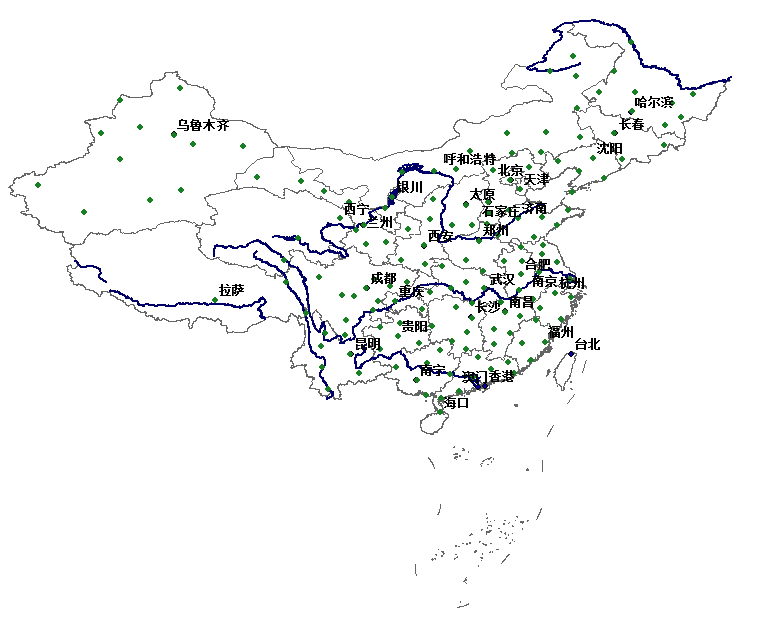 哈尔滨
长春
乌鲁木齐
沈阳
呼和浩特
北京
天津
银川
太原
西宁
石家庄
济南
兰州
郑州
西安
合肥
成都
武汉
南京
杭州
拉萨
重庆
南昌
长沙
贵阳
福州
昆明
台北
南宁
澳门
香港
海口